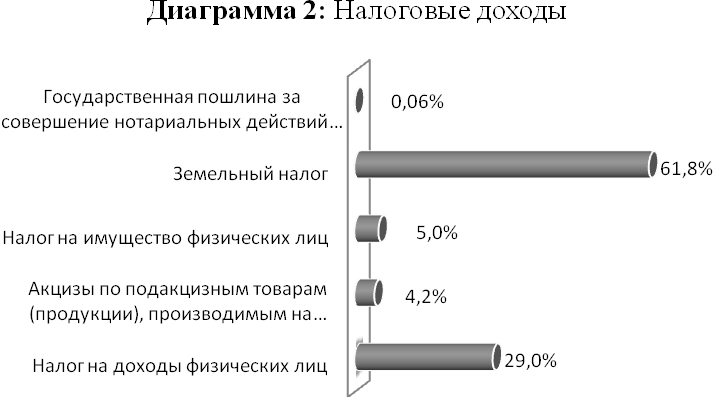 Диаграмма 2: Налоговые доходы
Государственная пошлина за
совершение нотариальных действий...
0,06%
Земельный налог
61,8%
Налог на имущество физических лиц
5,0%
Акцизы по подакцизным товарам
(продукции), производимым на...
4,2%
Налог на доходы физических лиц
29,0%